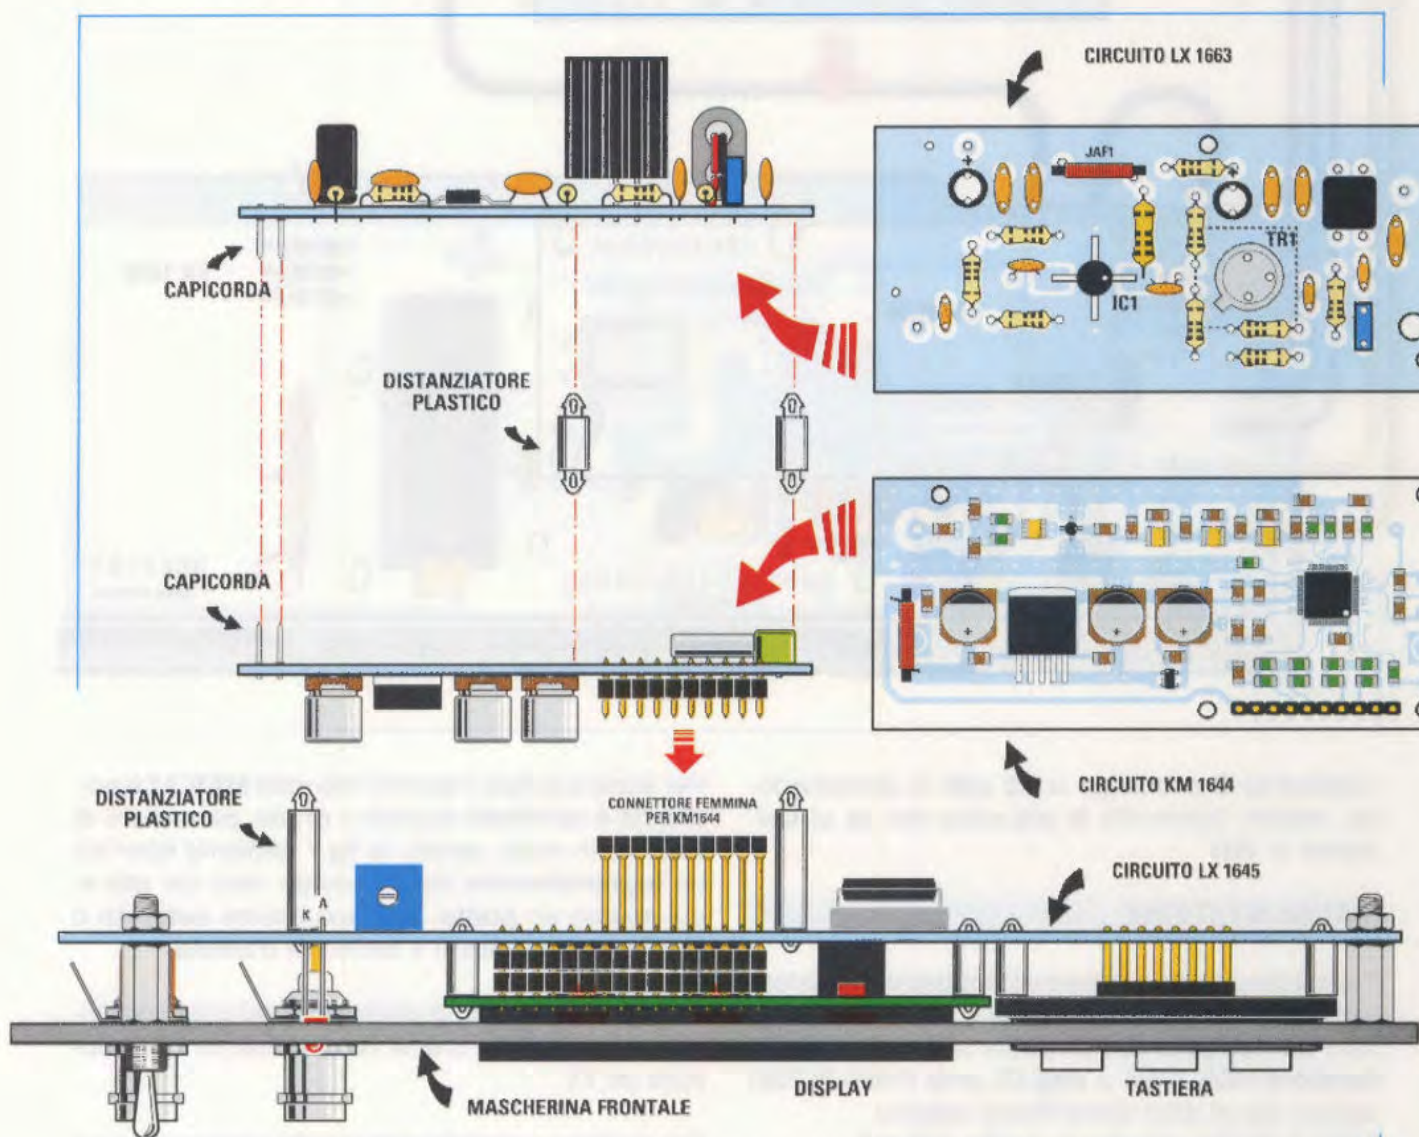 CIRCUITO LX 1663
JAF1
TR1
IC1
CAPICORDA
DISTANZIATORE
PLASTICO
CAPICORDA
CIRCUITO KM 1644
DISTANZIATORE
PLASTICO
CONNETTORE FEMMINA
PER KM1644
CIRCUITO LX 1645
A
K
DISPLAY
TASTIERA
MASCHERINA FRONTALE